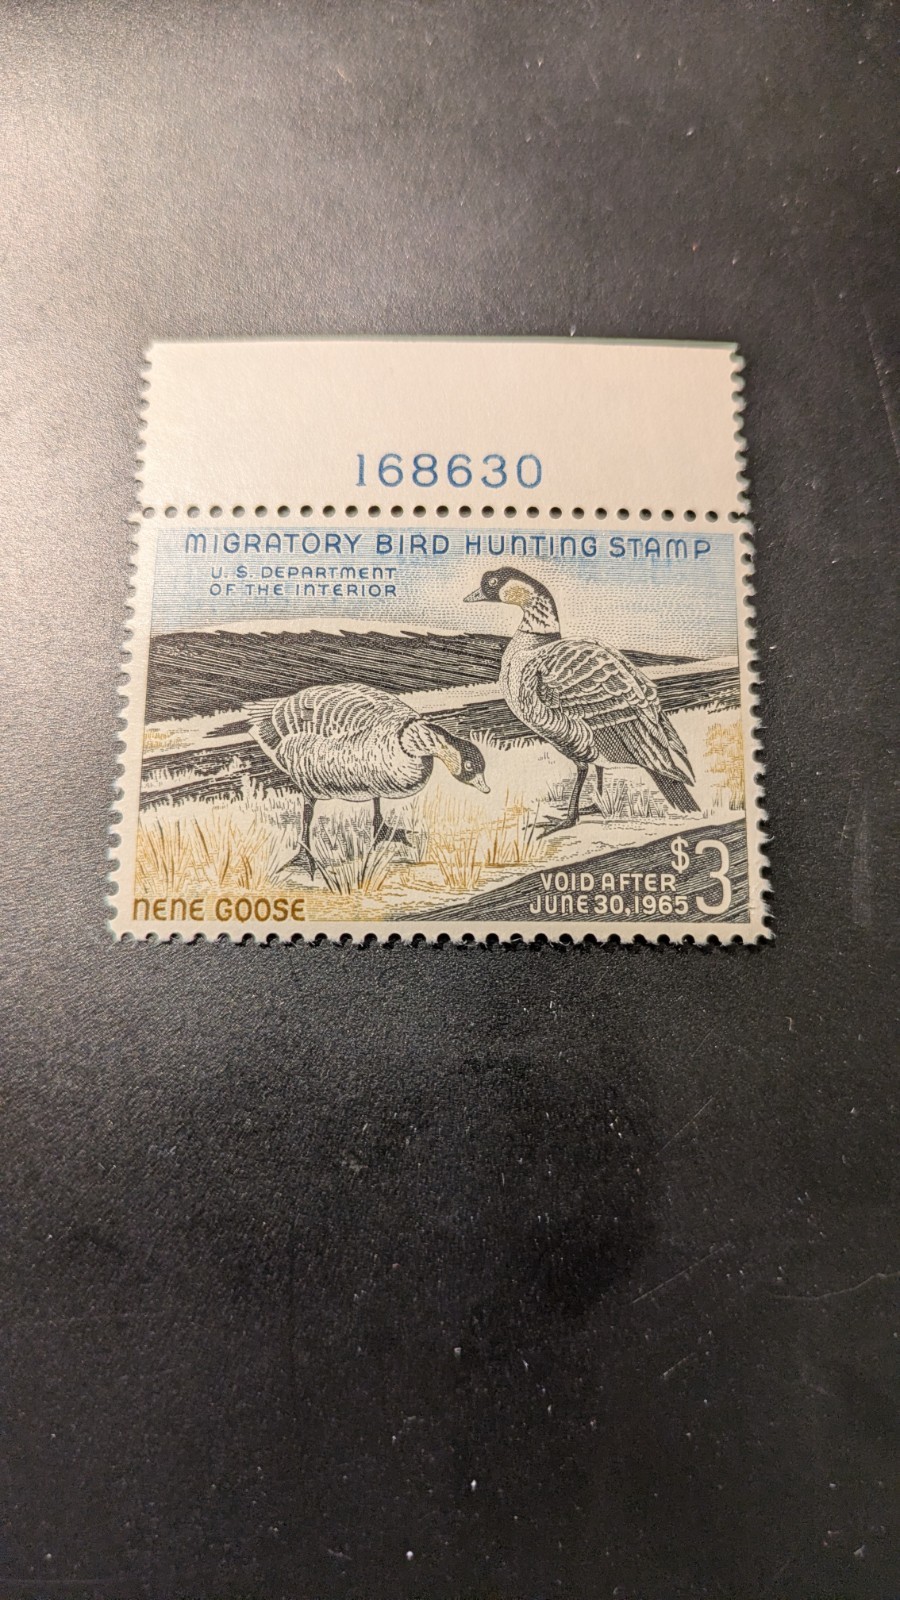 168630
MIGRATORY BIRD HUNTING STAMP
U. S. DEPARTMENT
OF THE INTERIOR
NENE GOOSE
VOID AFTER
JUNE 30, 1965
$3